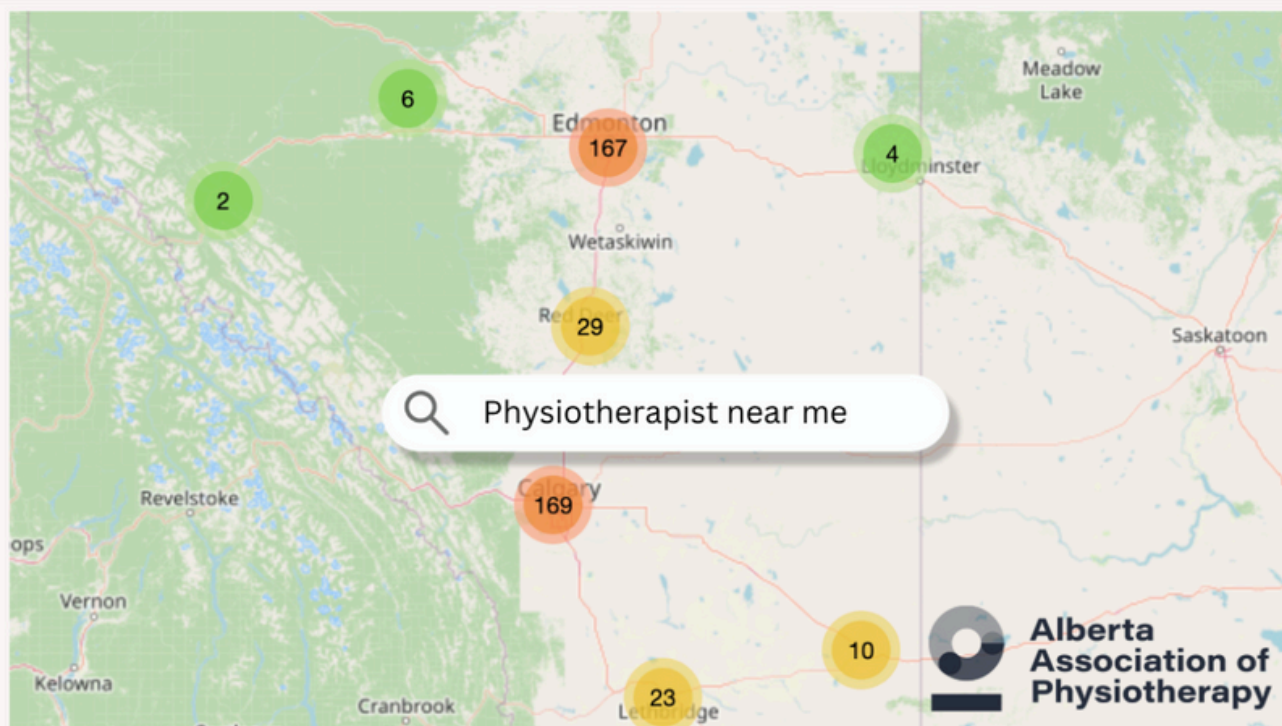 Meadow
Lake
6
Edmonton
167
4
Lloydminster
2
Wetaskiwin
Red Deer
29
Saskatoon
Physiotherapist near me
Calgary
169
Revelstoke
ops
Vernon
10
Alberta
Association of
Physiotherapy
Kelowna
23
Cranbrook
Lethbridge